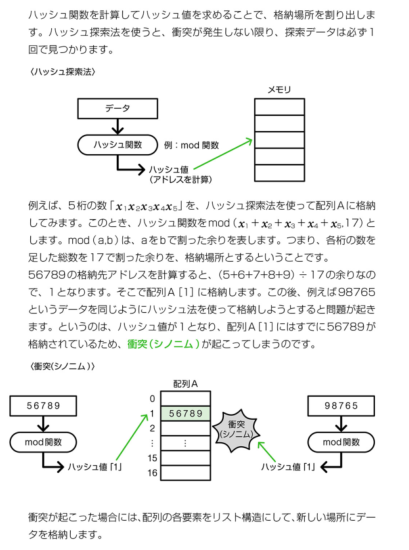 ハッシュ関数を計算してハッシュ値を求めることで、格納場所を割り出しま
す。ハッシュ探索法を使うと、衝突が発生しない限り、探索データは必ず1
回で見つかります。
〈ハッシュ探索法〉
メモリ
データ
ハッシュ関数 例：mod 関数
ハッシュ値
（アドレスを計算）
例えば、5桁の数「x₁x₂x₃x₄x₅」を、ハッシュ探索法を使って配列Aに格納
してみます。このとき、ハッシュ関数をmod（x₁＋x₂＋x₃＋x₄＋x₅,17）と
します。mod（a,b）は、aをbで割った余りを表します。つまり、各桁の数を
足した総数を17で割った余りを、格納場所とするということです。
56789の格納先アドレスを計算すると、（5+6+7+8+9）÷17の余りなの
で、1となります。そこで配列A［1］に格納します。この後、例えば98765
というデータを同じようにハッシュ法を使って格納しようとすると問題が起き
ます。というのは、ハッシュ値が1となり、配列A［1］にはすでに56789が
格納されているため、衝突（シノニム）が起こってしまうのです。
〈衝突(シノニム)〉
配列A
0
56789
1 56789
98765
2
衝突
(シノニム)
mod関数
⋮ ⋮
mod関数
15
ハッシュ値「1」
ハッシュ値「1」
16
衝突が起こった場合には、配列の各要素をリスト構造にして、新しい場所にデー
タを格納します。